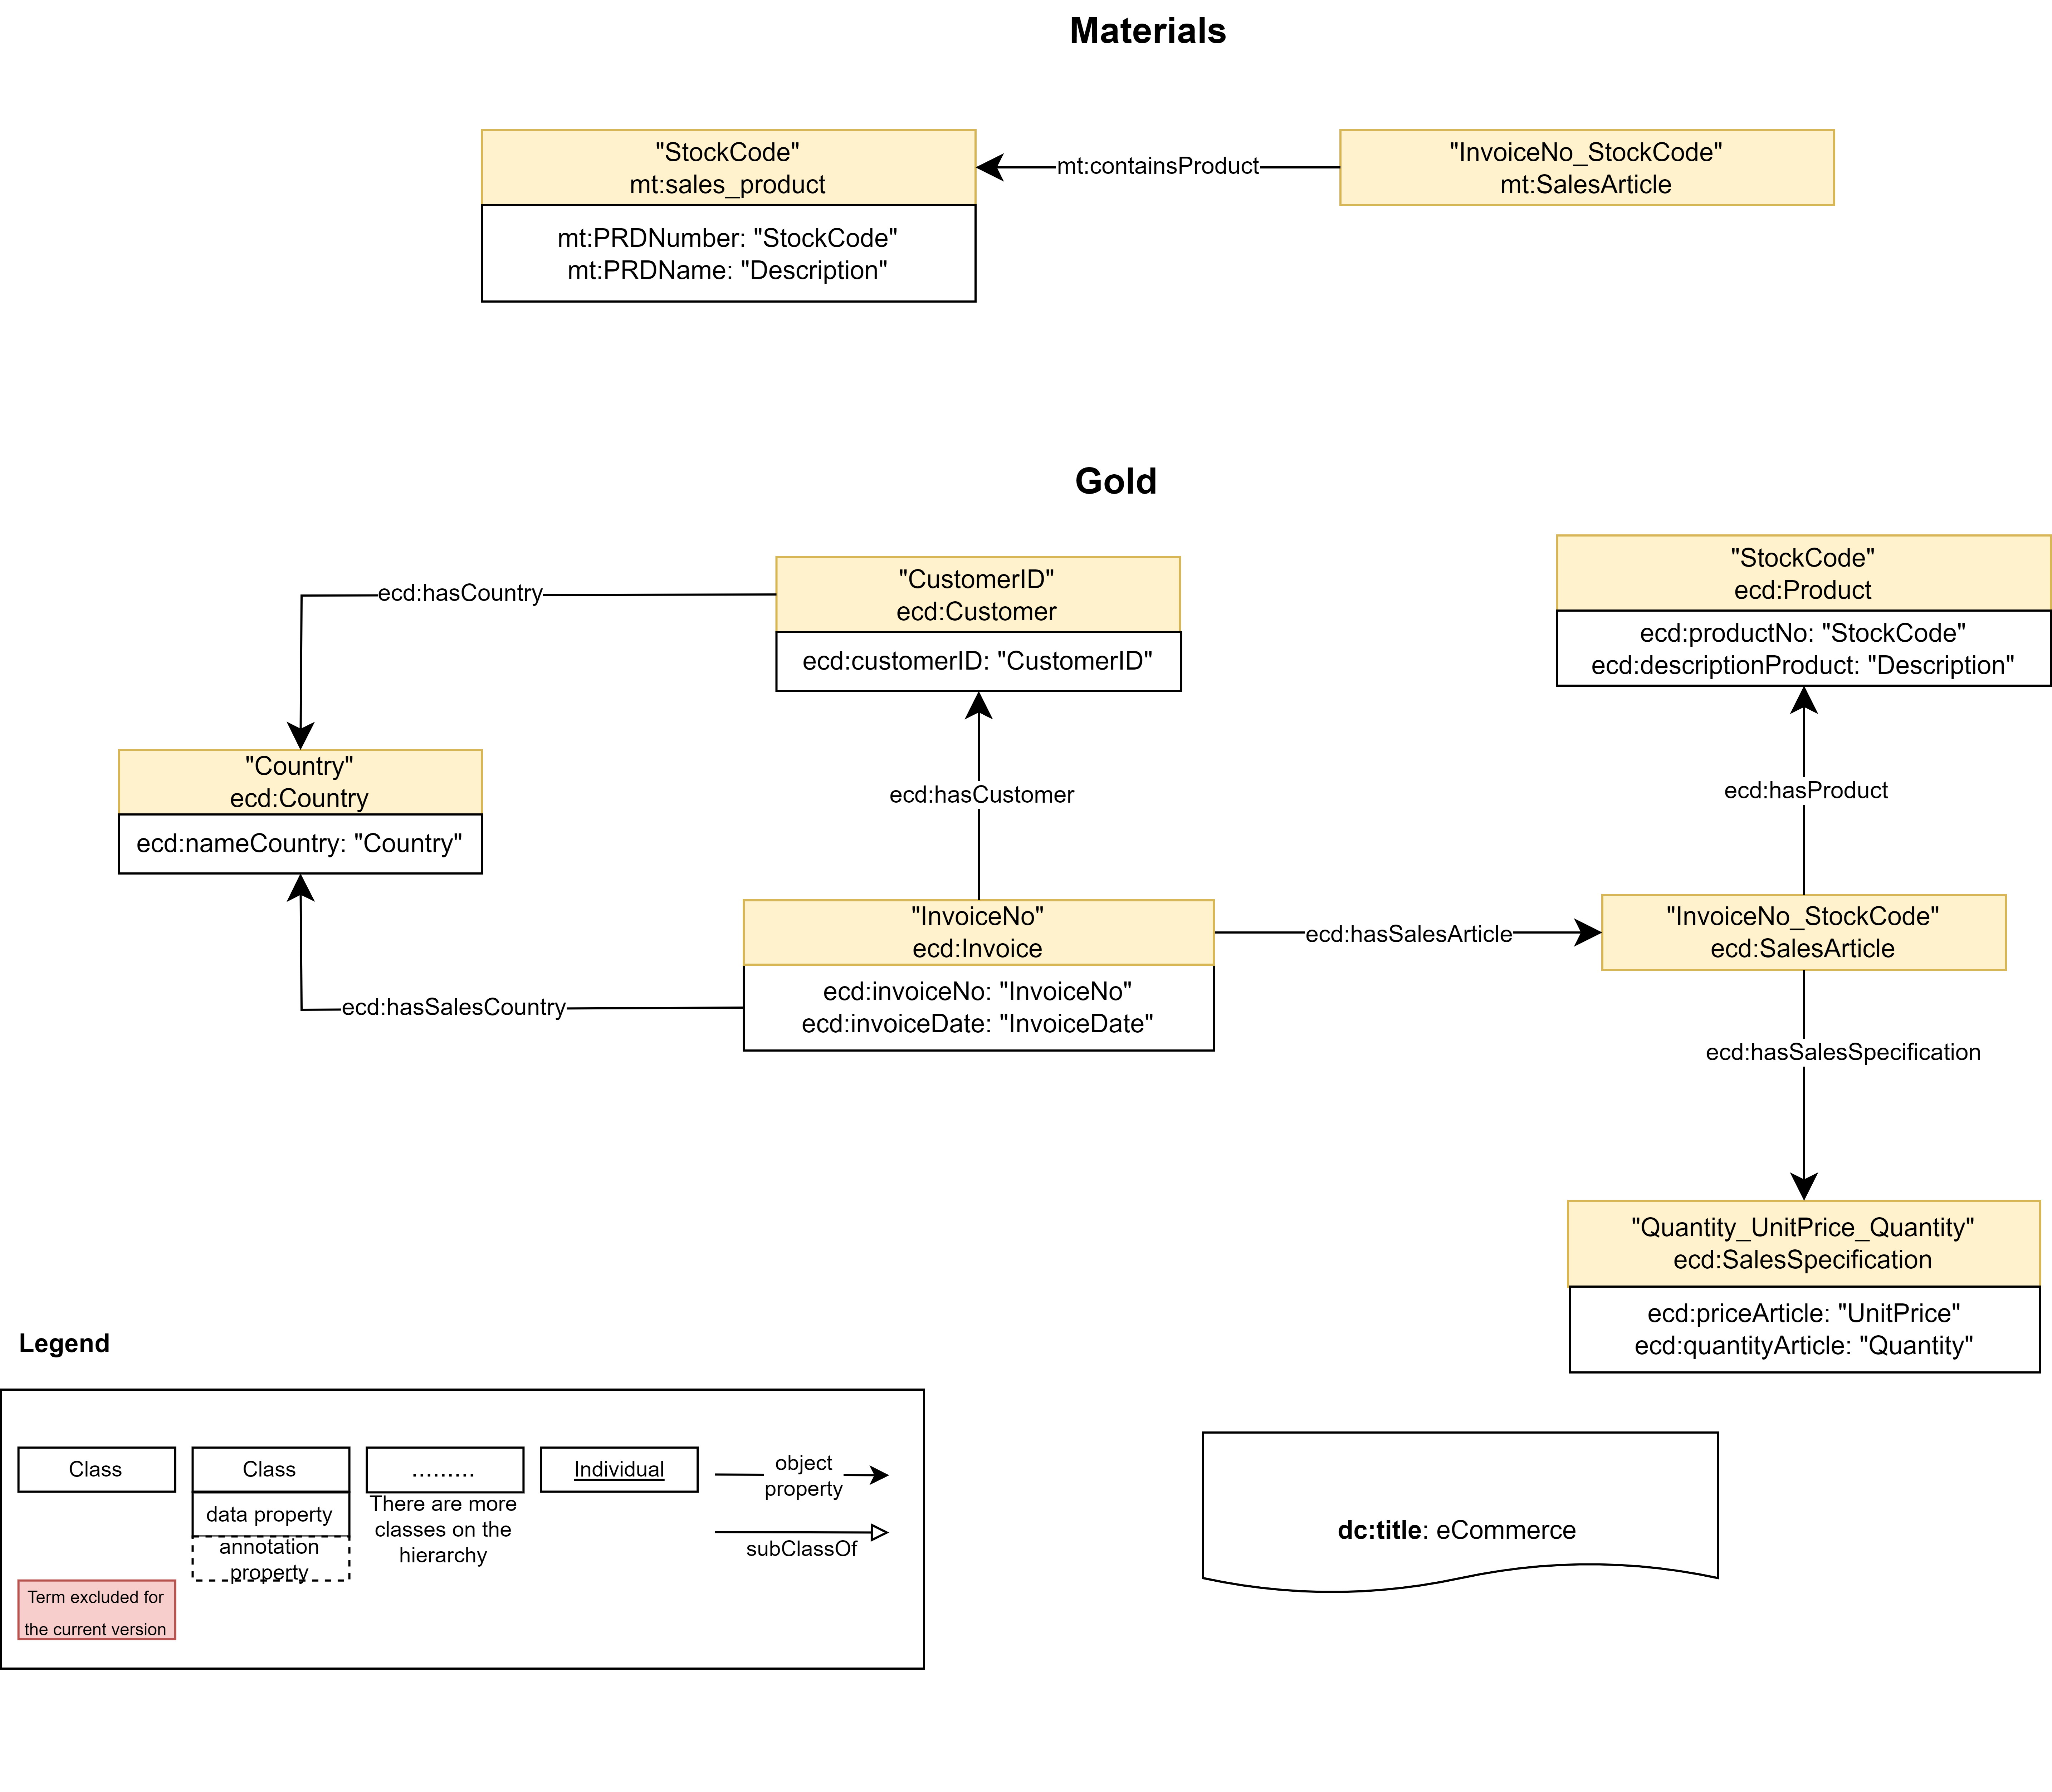 Materials
"StockCode"
mt:sales_product
mt:PRDNumber: "StockCode"
mt:PRDName: "Description"
mt:containsProduct
"InvoiceNo_StockCode"
mt:SalesArticle
Gold
ecd:hasCountry
"CustomerID"
ecd:Customer
ecd:customerID: "CustomerID"
"StockCode"
ecd:Product
ecd:productNo: "StockCode"
ecd:descriptionProduct: "Description"
"Country"
ecd:Country
ecd:nameCountry: "Country"
ecd:hasCustomer
ecd:hasProduct
"InvoiceNo"
ecd:Invoice
ecd:invoiceNo: "InvoiceNo"
ecd:invoiceDate: "InvoiceDate"
ecd:hasSalesArticle
"InvoiceNo_StockCode"
ecd:SalesArticle
ecd:hasSalesCountry
ecd:hasSalesSpecification
"Quantity_UnitPrice_Quantity"
ecd:SalesSpecification
ecd:priceArticle: "UnitPrice"
ecd:quantityArticle: "Quantity"
Legend
Class
Class
data property
annotation
property
.........
There are more
classes on the
hierarchy
Individual
object
property
subClassOf
Term excluded for
the current version
dc:title: eCommerce